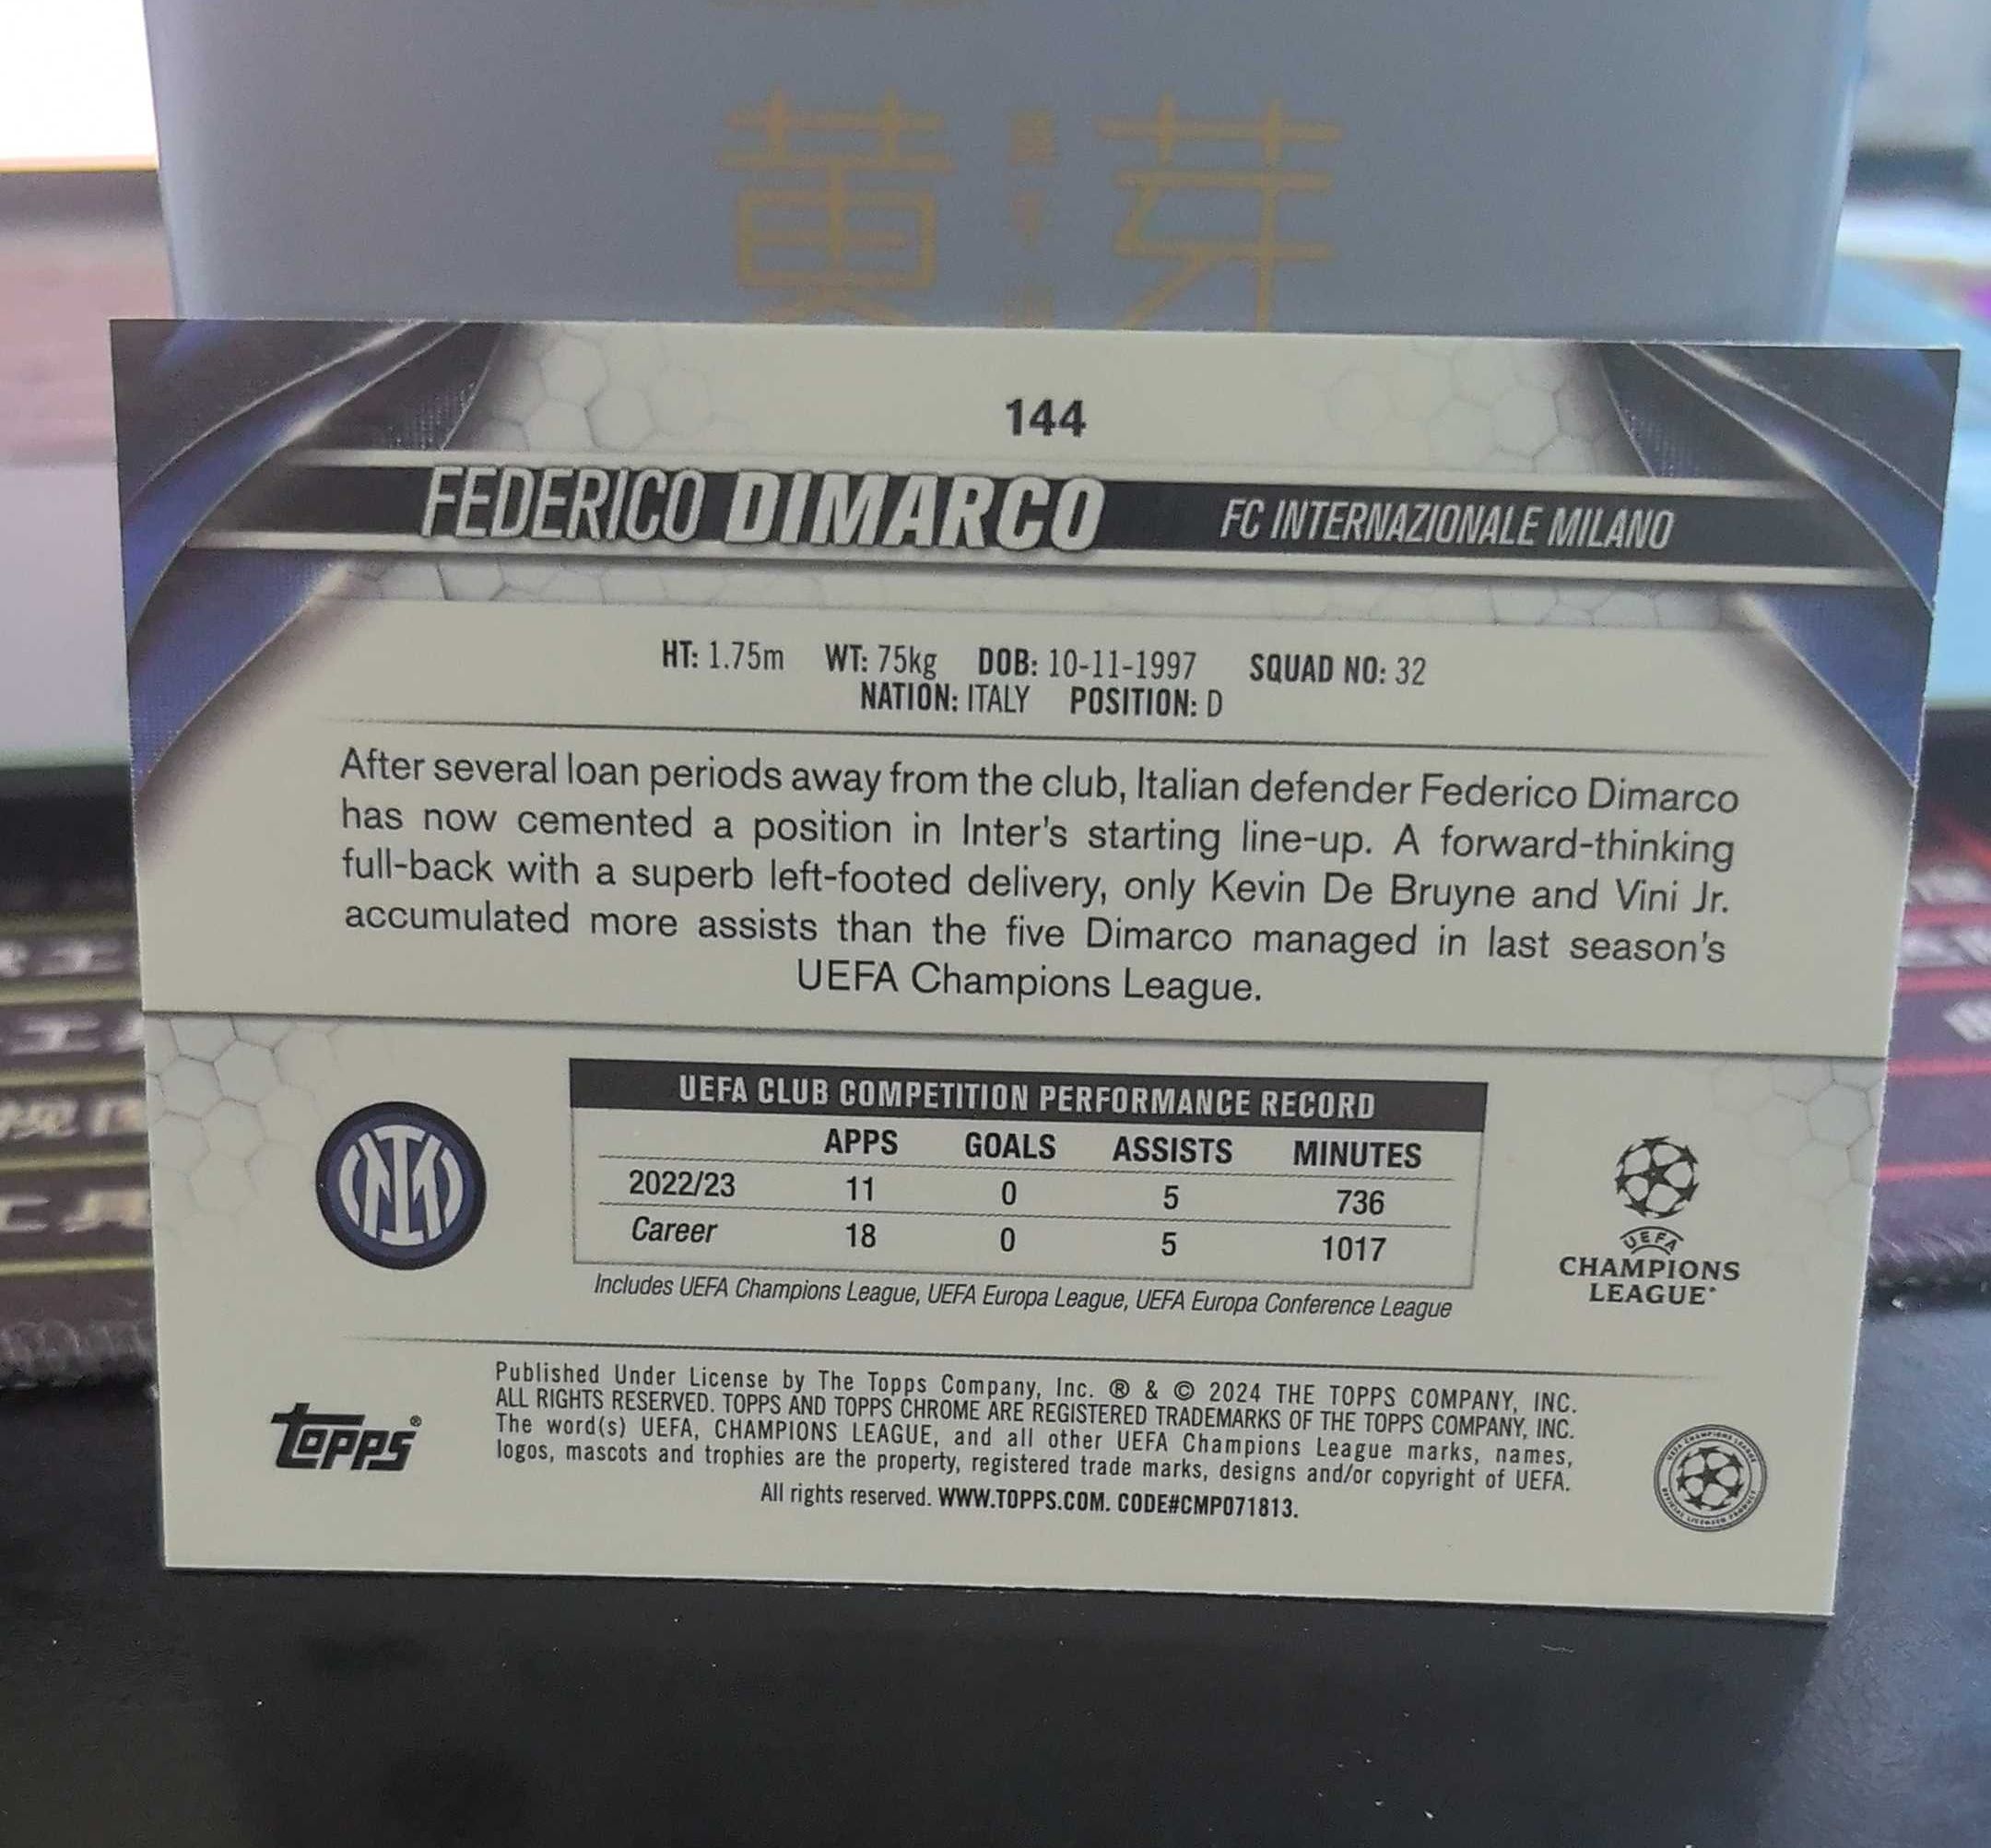 黄 芽
144
FEDERICO DIMARCO FC INTERNAZIONALE MILANO
HT: 1.75m WT: 75kg DOB: 10-11-1997 SQUAD NO: 32
NATION: ITALY POSITION: D
After several loan periods away from the club, Italian defender Federico Dimarco
has now cemented a position in Inter's starting line-up. A forward-thinking
full-back with a superb left-footed delivery, only Kevin De Bruyne and Vini Jr.
accumulated more assists than the five Dimarco managed in last season's
UEFA Champions League.
UEFA CLUB COMPETITION PERFORMANCE RECORD
APPS GOALS ASSISTS MINUTES
2022/23 11 0 5 736
Career 18 0 5 1017
Includes UEFA Champions League, UEFA Europa League, UEFA Europa Conference League
UEFA
CHAMPIONS
LEAGUE
Published Under License by The Topps Company, Inc. ® & © 2024 THE TOPPS COMPANY, INC.
ALL RIGHTS RESERVED. TOPPS AND TOPPS CHROME ARE REGISTERED TRADEMARKS OF THE TOPPS COMPANY, INC.
The word(s) UEFA, CHAMPIONS LEAGUE, and all other UEFA Champions League marks, names,
logos, mascots and trophies are the property, registered trade marks, designs and/or copyright of UEFA.
All rights reserved. WWW.TOPPS.COM. CODE#CMP071813.
Topps®